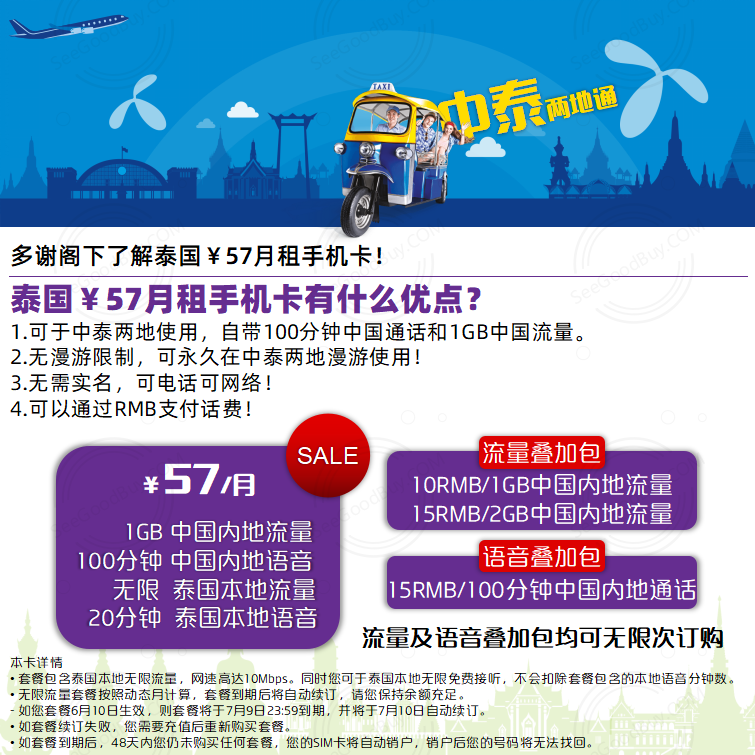 TAXI
中泰两地通
多谢阁下了解泰国￥57月租手机卡！
泰国￥57月租手机卡有什么优点？
1.可于中泰两地使用，自带100分钟中国通话和1GB中国流量。
2.无漫游限制，可永久在中泰两地漫游使用！
3.无需实名，可电话可网络！
4.可以通过RMB支付话费！
SALE
￥57/月
1GB 中国内地流量
100分钟 中国内地语音
无限 泰国本地流量
20分钟 泰国本地语音
流量叠加包
10RMB/1GB中国内地流量
15RMB/2GB中国内地流量
语音叠加包
15RMB/100分钟中国内地通话
流量及语音叠加包均可无限次订购
本卡详情
• 套餐包含泰国本地无限流量，网速高达10Mbps。同时您可于泰国本地无限免费接听，不会扣除套餐包含的本地语音分钟数。
• 无限流量套餐按照动态月计算，套餐到期后将自动续订，请您保持余额充足。
- 如您套餐6月10日生效，则套餐将于7月9日23:59到期，并将于7月10日自动续订。
• 如套餐续订失败，您需要充值后重新购买套餐。
• 如套餐到期后，48天内您仍未购买任何套餐，您的SIM卡将自动销户，销户后您的号码将无法找回。
SeeGoodBuy.COM